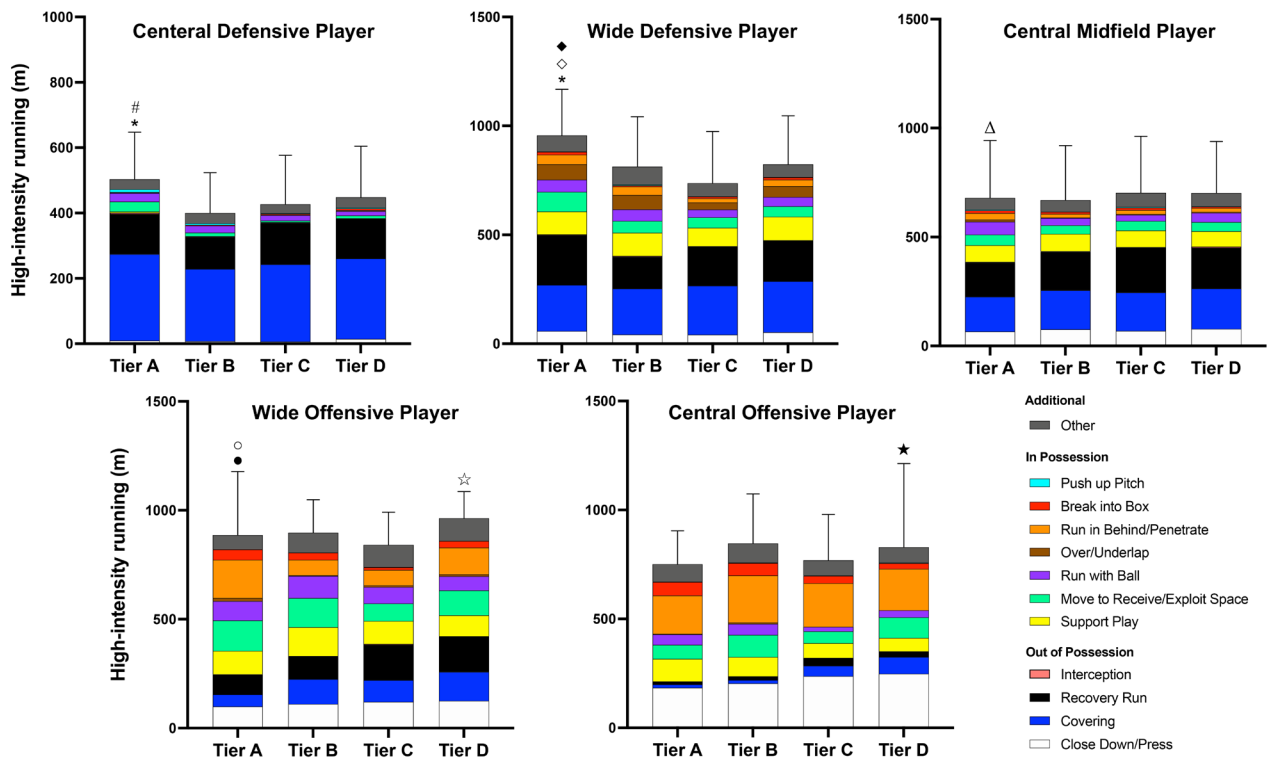 Centeral Defensive Player
Wide Defensive Player
Central Midfield Player
High-intensity running (m)
1000
800
600
400
200
0
# 
*
Tier A Tier B Tier C Tier D
1500
1000
500
0
◆
◇
*
Tier A Tier B Tier C Tier D
1500
1000
500
0
Δ
Tier A Tier B Tier C Tier D
Wide Offensive Player
Central Offensive Player
High-intensity running (m)
1500
1000
500
0
○
●
☆
Tier A Tier B Tier C Tier D
1500
1000
500
0
★
Tier A Tier B Tier C Tier D
Additional
Other
In Possession
Push up Pitch
Break into Box
Run in Behind/Penetrate
Over/Underlap
Run with Ball
Move to Receive/Exploit Space
Support Play
Out of Possession
Interception
Recovery Run
Covering
Close Down/Press